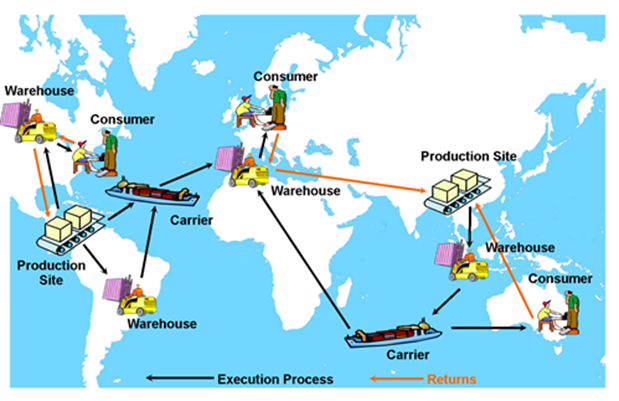 Warehouse
Consumer
Consumer
Production Site
Warehouse
Carrier
Warehouse
Production
Site
Consumer
Warehouse
Carrier
Execution Process
Returns